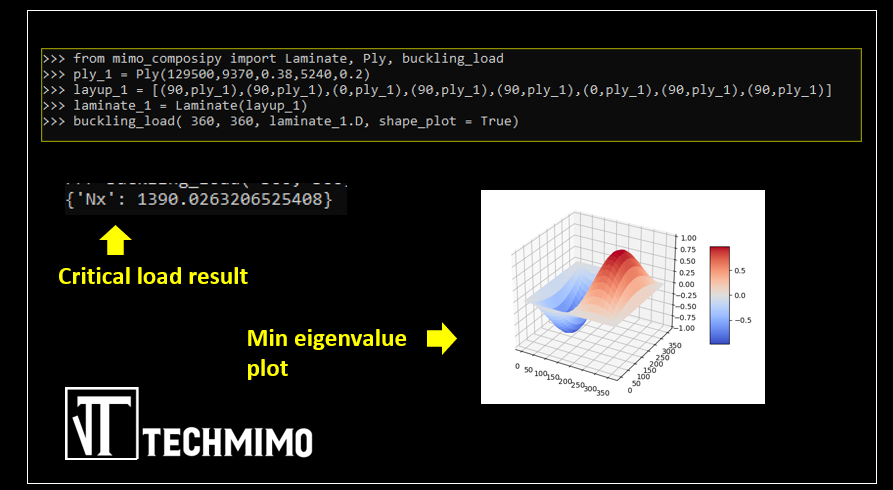 >>> from mimo_composipy import Laminate, Ply, buckling_load
>>> ply_1 = Ply(129500,9370,0.38,5240,0.2)
>>> layup_1 = [(90,ply_1),(90,ply_1),(0,ply_1),(90,ply_1),(90,ply_1),(0,ply_1),(90,ply_1),(90,ply_1)]
>>> laminate_1 = Laminate(layup_1)
>>> buckling_load( 360, 360, laminate_1.D, shape_plot = True)
{'Nx': 1390.0263206525408}
Critical load result
Min eigenvalue
plot
1.00
0.75
0.50
0.25
0.00
−0.25
−0.50
−0.75
−1.00
0.5
0.0
−0.5
0 50 100 150 200 250 300 350
0 50 100 150 200 250 300 350
TECHMIMO